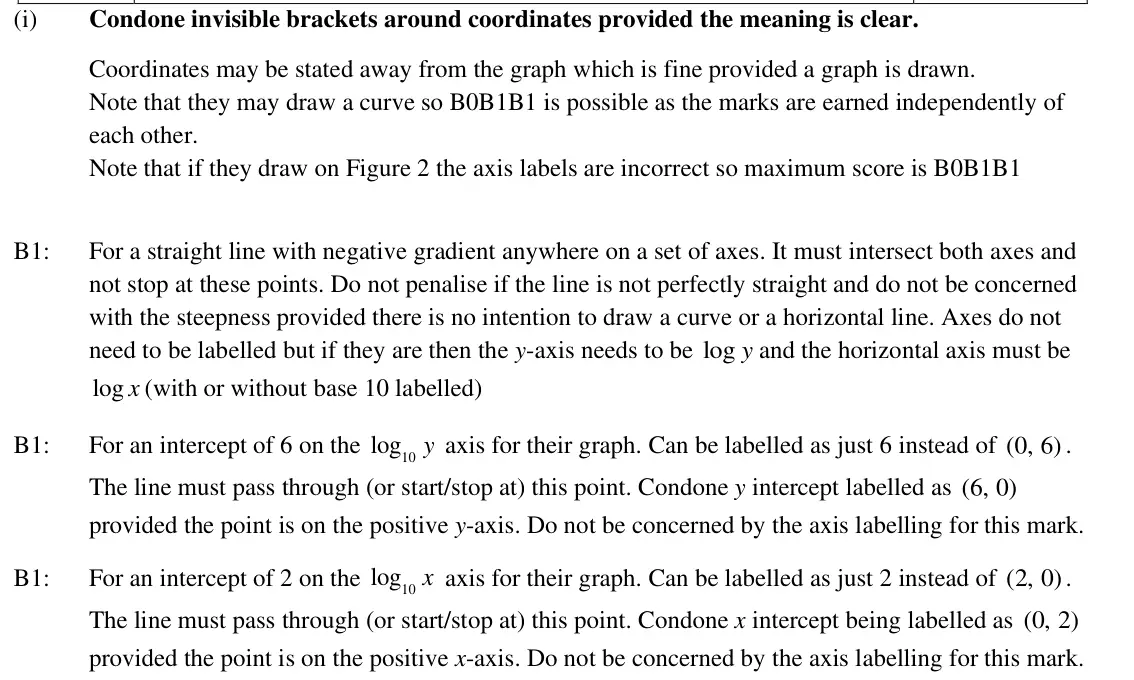 (i) Condone invisible brackets around coordinates provided the meaning is clear.
Coordinates may be stated away from the graph which is fine provided a graph is drawn.
Note that they may draw a curve so B0B1B1 is possible as the marks are earned independently of
each other.
Note that if they draw on Figure 2 the axis labels are incorrect so maximum score is B0B1B1
B1: For a straight line with negative gradient anywhere on a set of axes. It must intersect both axes and
not stop at these points. Do not penalise if the line is not perfectly straight and do not be concerned
with the steepness provided there is no intention to draw a curve or a horizontal line. Axes do not
need to be labelled but if they are then the y-axis needs to be log y and the horizontal axis must be
log x (with or without base 10 labelled)
B1: For an intercept of 6 on the log₁₀ y axis for their graph. Can be labelled as just 6 instead of (0, 6).
The line must pass through (or start/stop at) this point. Condone y intercept labelled as (6, 0)
provided the point is on the positive y-axis. Do not be concerned by the axis labelling for this mark.
B1: For an intercept of 2 on the log₁₀ x axis for their graph. Can be labelled as just 2 instead of (2, 0).
The line must pass through (or start/stop at) this point. Condone x intercept being labelled as (0, 2)
provided the point is on the positive x-axis. Do not be concerned by the axis labelling for this mark.